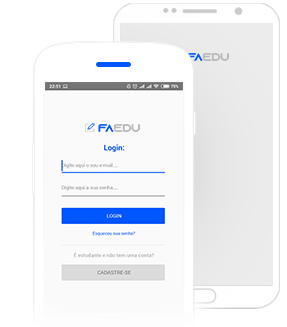 FAEDU
22:51 79%
FAEDU
Login:
Digite aqui o seu e-mail....
Digite aqui a sua senha....
LOGIN
Esqueceu sua senha?
É estudante e não tem uma conta?
CADASTRE-SE